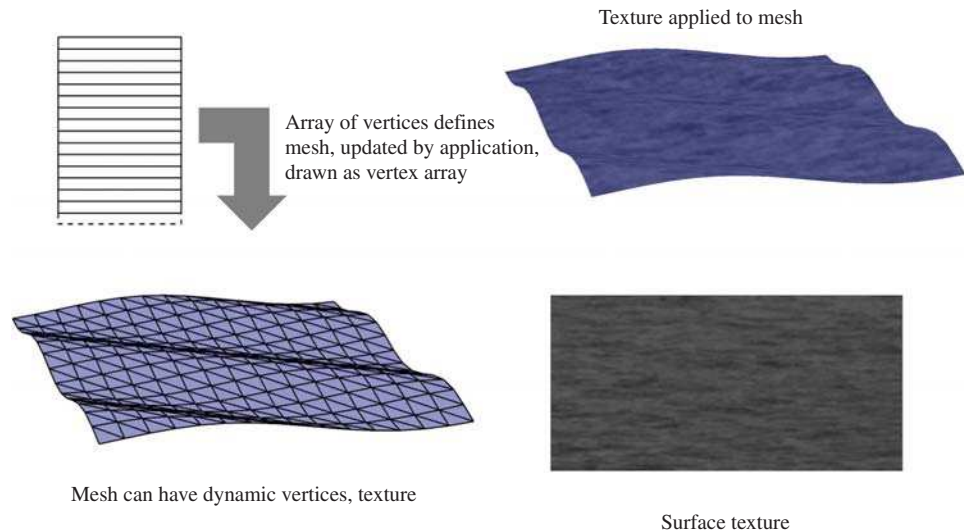 Texture applied to mesh
Array of vertices defines
mesh, updated by application,
drawn as vertex array
Mesh can have dynamic vertices, texture
Surface texture